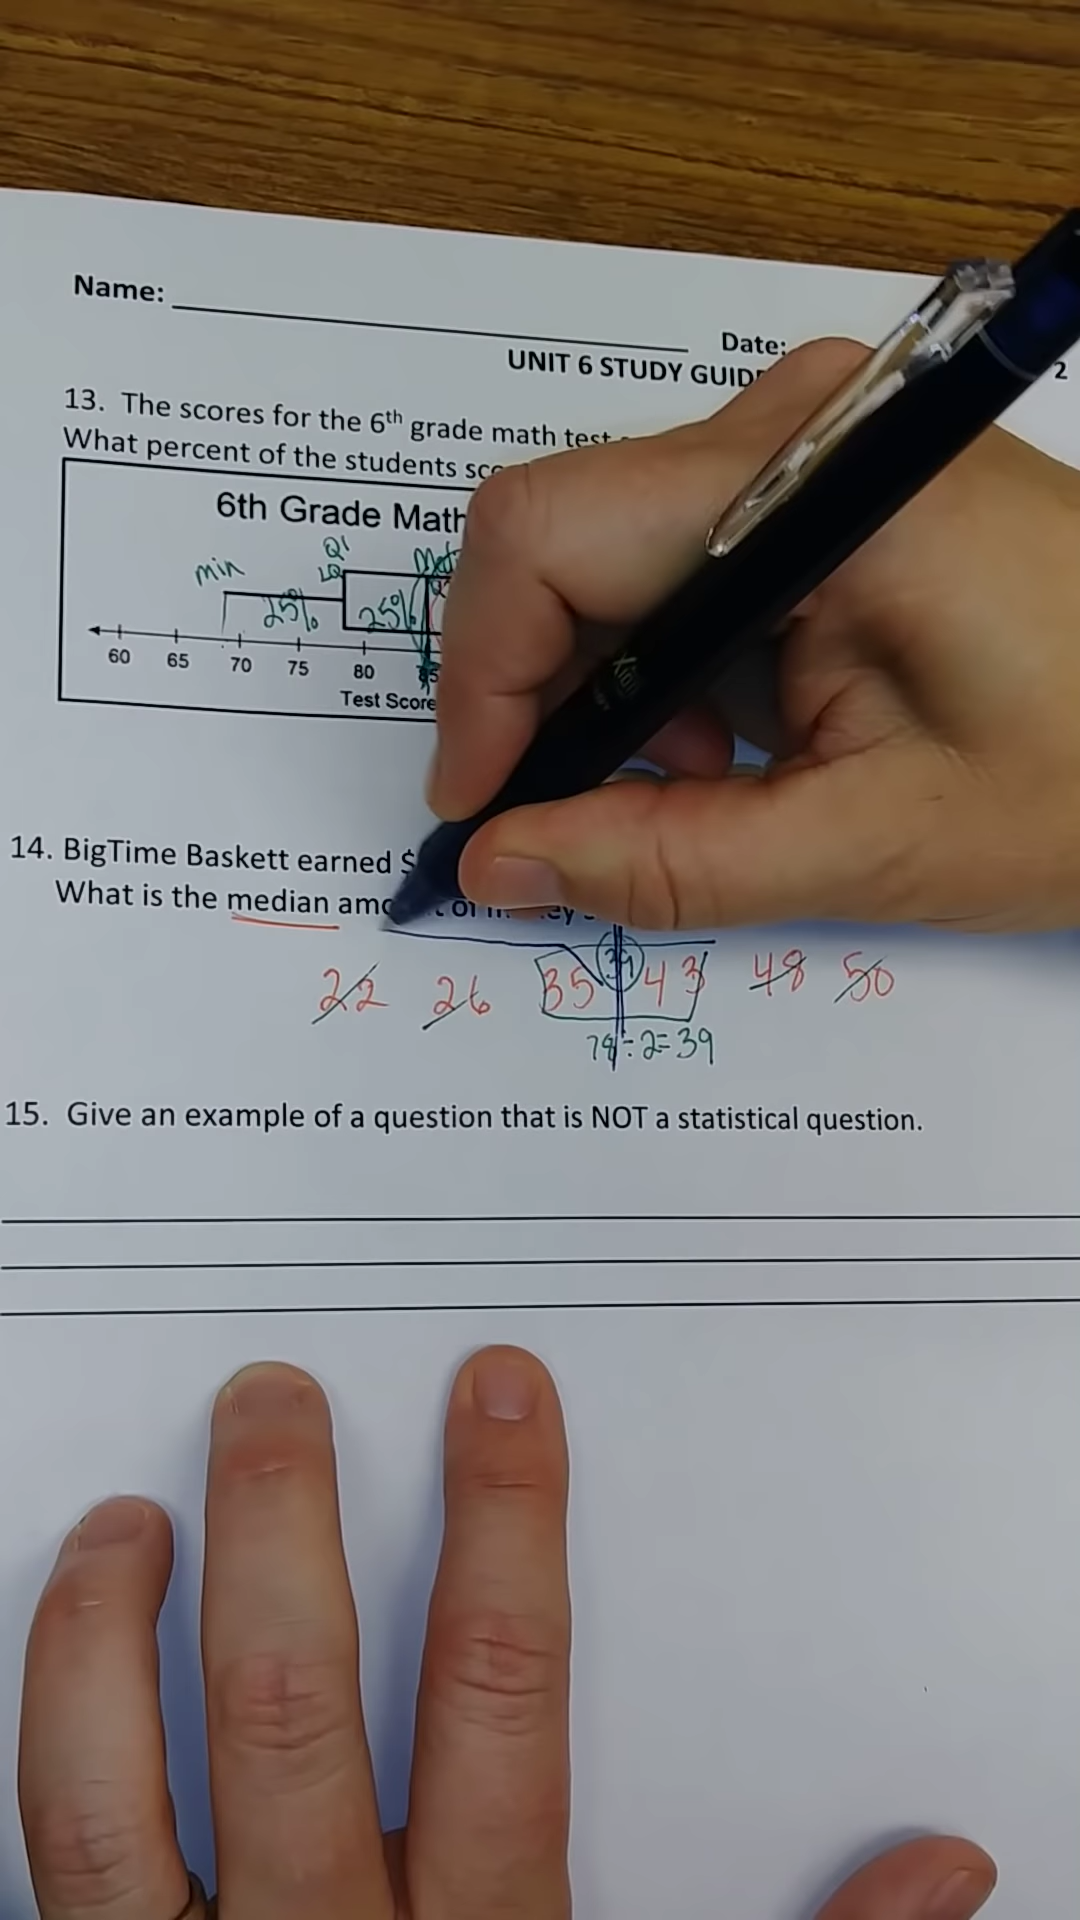 Name:
Date:
UNIT 6 STUDY GUIDE 2
13. The scores for the 6th grade math test
What percent of the students
6th Grade Math
min Q1 LQ
25% 25%
60 65 70 75 80 85
Test Score
14. BigTime Baskett earned $
What is the median
22 26 35 39 43 48 50
78÷2=39
15. Give an example of a question that is NOT a statistical question.